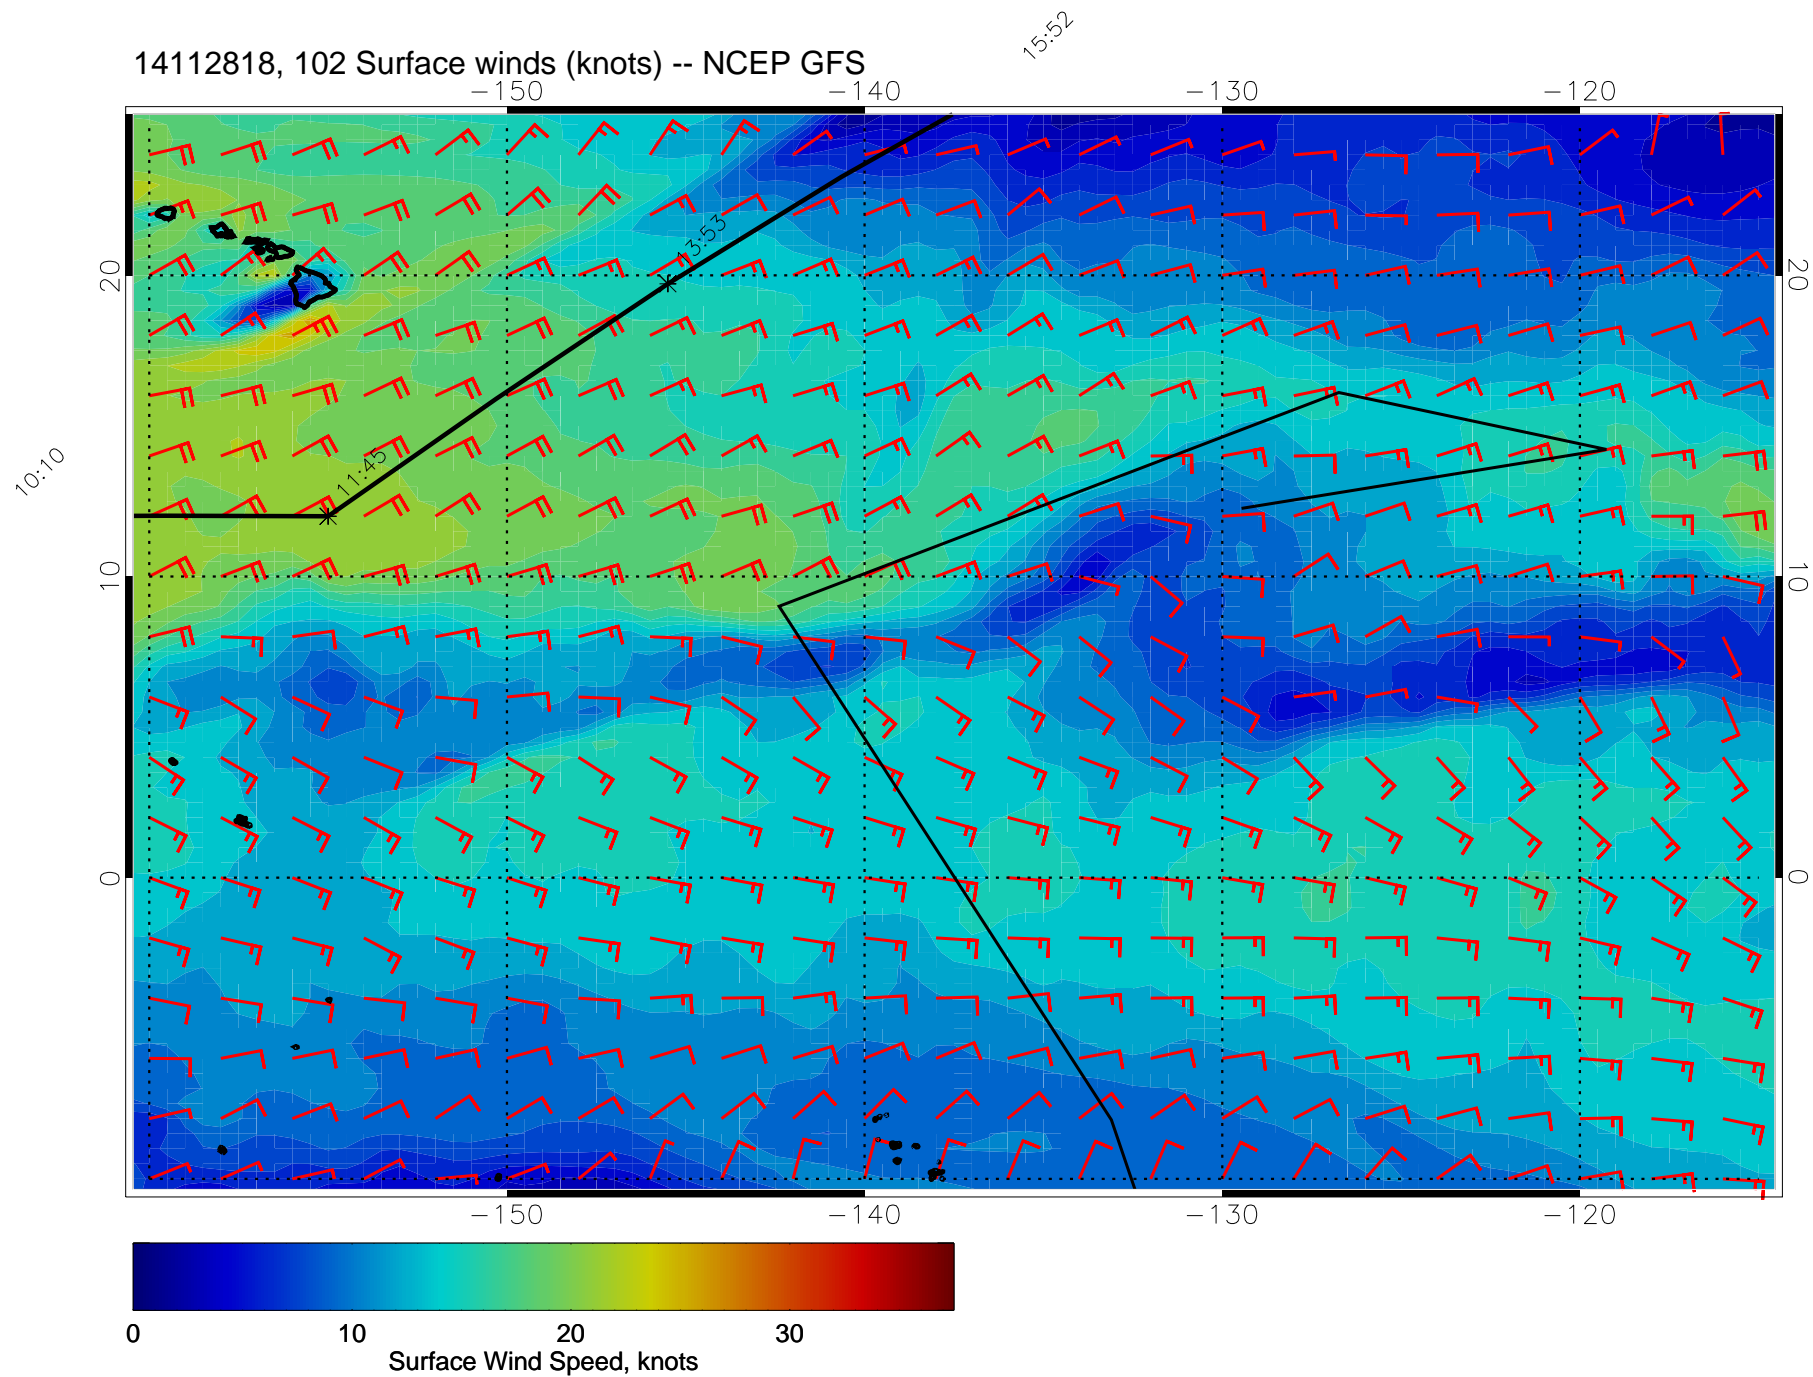 15:52
14112818, 102 Surface winds (knots) -- NCEP GFS
-150 -140 -130 -120
13:53
20 20
11:45
10:10
10 10
0 0
-150 -140 -130 -120
0 10 20 30
Surface Wind Speed, knots